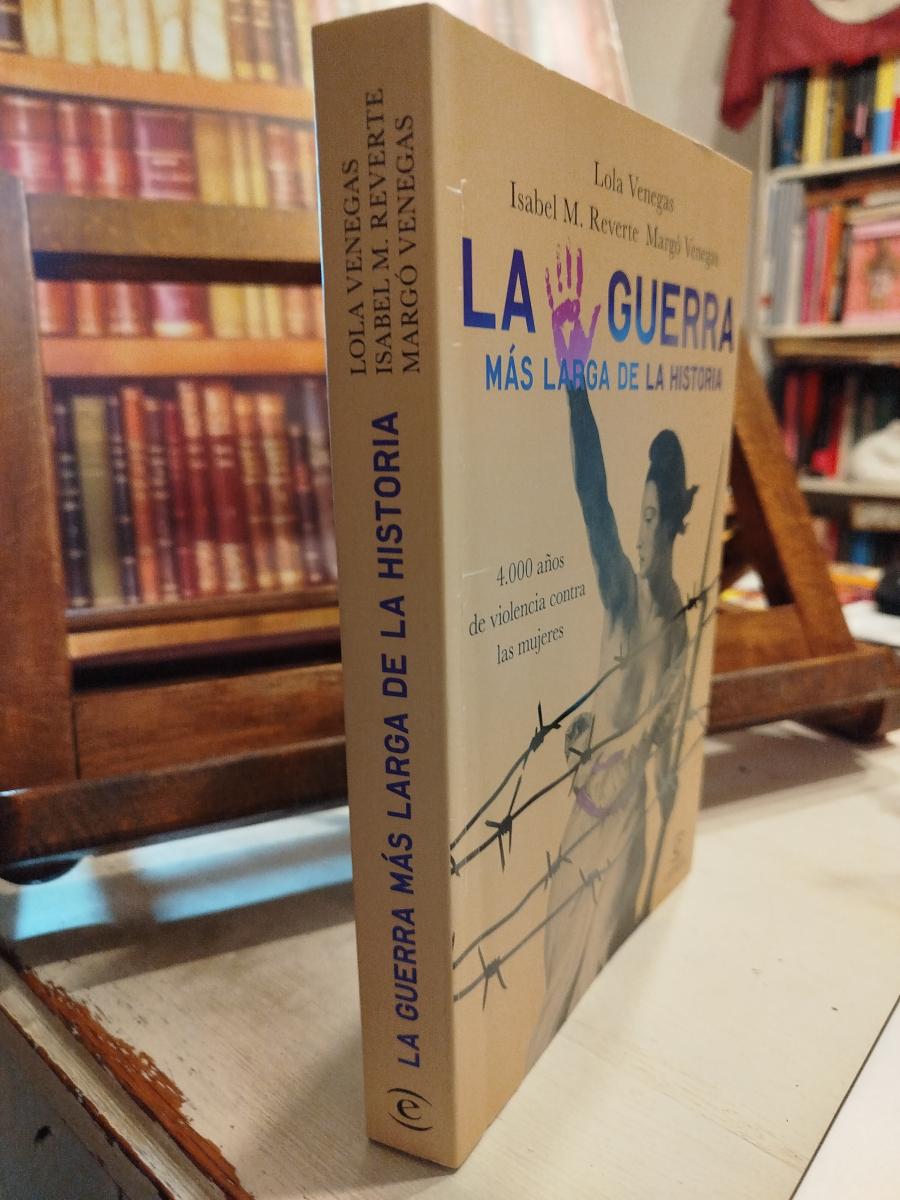 LOLA VENEGAS
ISABEL M. REVERTE
MARGÓ VENEGAS
LA GUERRA MÁS LARGA DE LA HISTORIA
Lola Venegas
Isabel M. Reverte Margó Venegas
LA GUERRA
MÁS LARGA DE LA HISTORIA
4.000 años
de violencia contra
las mujeres